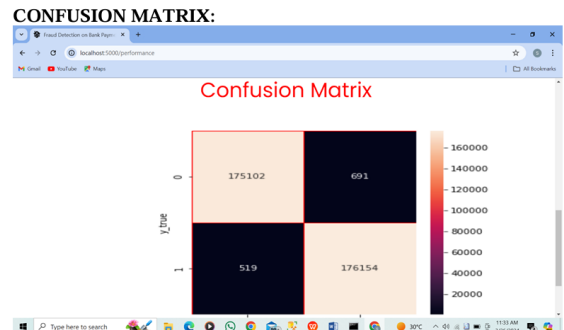 CONFUSION MATRIX:
Fraud Detection on Bank Payme
localhost:5000/performance
Gmail YouTube Maps All Bookmarks
Confusion Matrix
160000
0 175102 691
140000
120000
100000
y_true
80000
60000
1 519 176154
40000
20000
Type here to search 30°C 11:33 AM